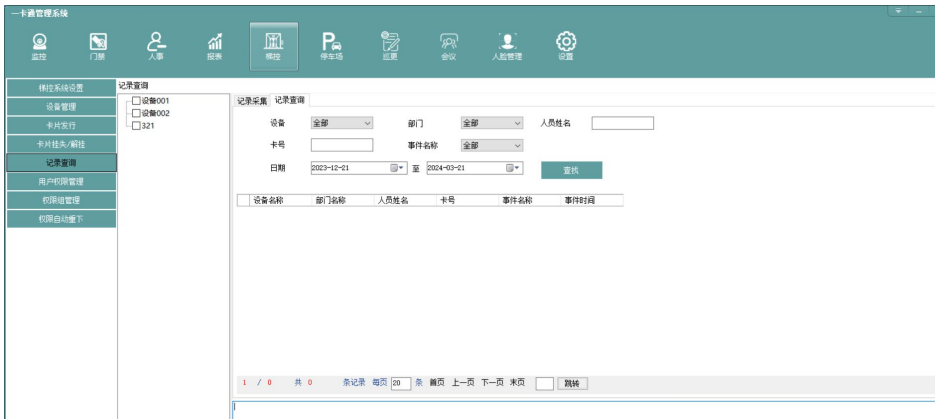 一卡通管理系统
监控 门禁 人事 报表 梯控 停车场 巡更 会议 人脸管理 设置
梯控系统设置
设备管理
卡片发行
卡片挂失/解挂
记录查询
用户权限管理
权限组管理
权限自动重下
记录查询
设备001
设备002
321
记录采集 记录查询
设备 全部 部门 全部 人员姓名
卡号 事件名称 全部
日期 2023-12-21 至 2024-03-21 查找
设备名称 部门名称 人员姓名 卡号 事件名称 事件时间
1 / 0 共 0 条记录 每页 20 条 首页 上一页 下一页 末页 跳转